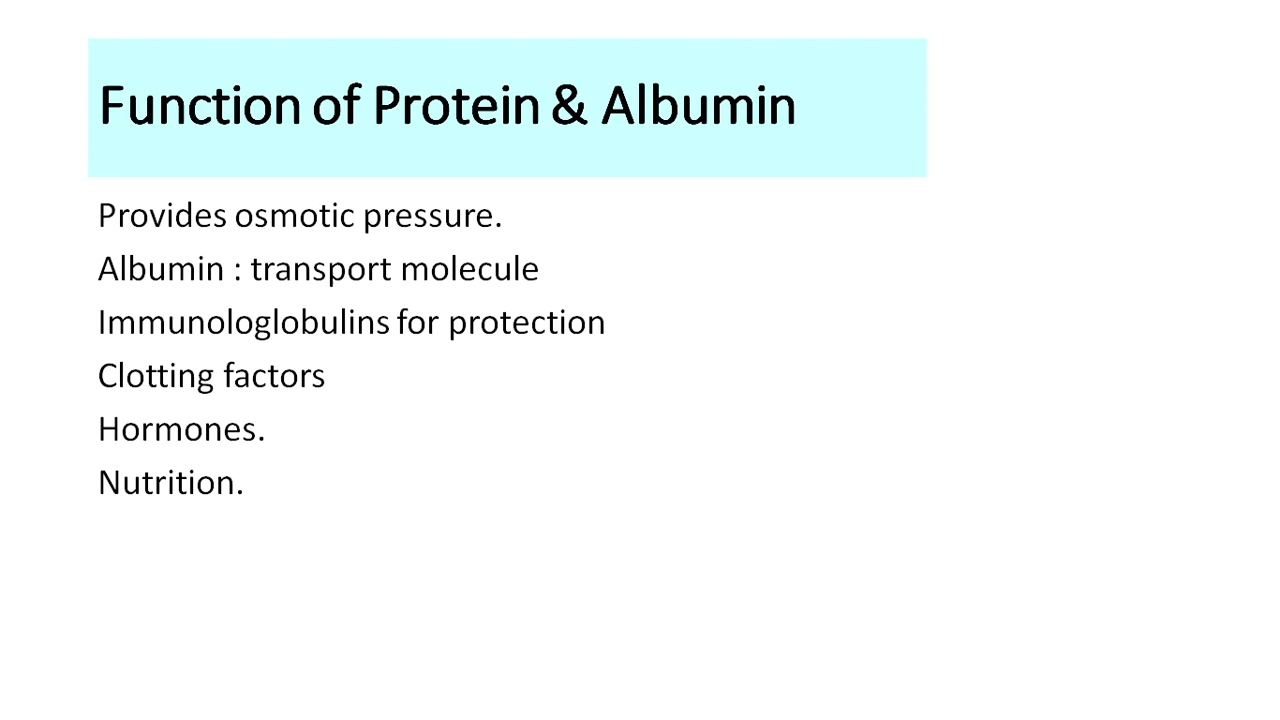 Function of Protein & Albumin
Provides osmotic pressure.
Albumin : transport molecule
Immunologlobulins for protection
Clotting factors
Hormones.
Nutrition.